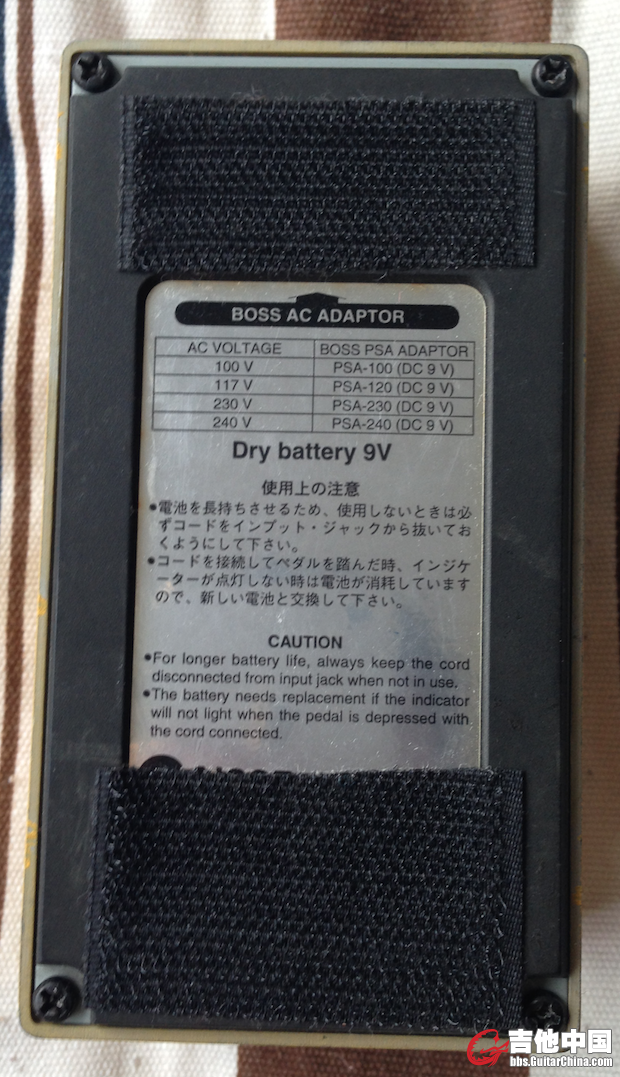 BOSS AC ADAPTOR
AC VOLTAGE BOSS PSA ADAPTOR
100 V PSA-100 (DC 9 V)
117 V PSA-120 (DC 9 V)
230 V PSA-230 (DC 9 V)
240 V PSA-240 (DC 9 V)
Dry battery 9V
使用上の注意
●電池を長持ちさせるため、使用しないときは必
ずコードをインプット・ジャックから抜いてお
くようにして下さい。
●コードを接続してペダルを踏んだ時、インジケ
ーターが点灯しない時は電池が消耗しています
ので、新しい電池と交換して下さい。
CAUTION
●For longer battery life, always keep the cord
disconnected from input jack when not in use.
●The battery needs replacement if the indicator
will not light when the pedal is depressed with
the cord connected.
吉他中国
bbs.GuitarChina.com